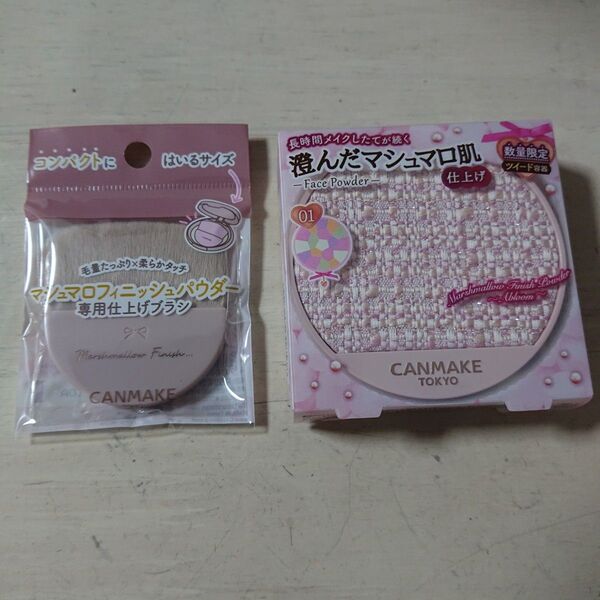 コンパクトに はいるサイズ
毛量たっぷり×柔らかタッチ
マシュマロフィニッシュパウダー
専用仕上げブラシ
Marshmallow Finish...
CANMAKE
長時間メイクしたてが続く
澄んだマシュマロ肌
－Face Powder－
仕上げ
数量限定
ツイード容器
01
Marshmallow Finish Powder
～Abloom～
CANMAKE
TOKYO